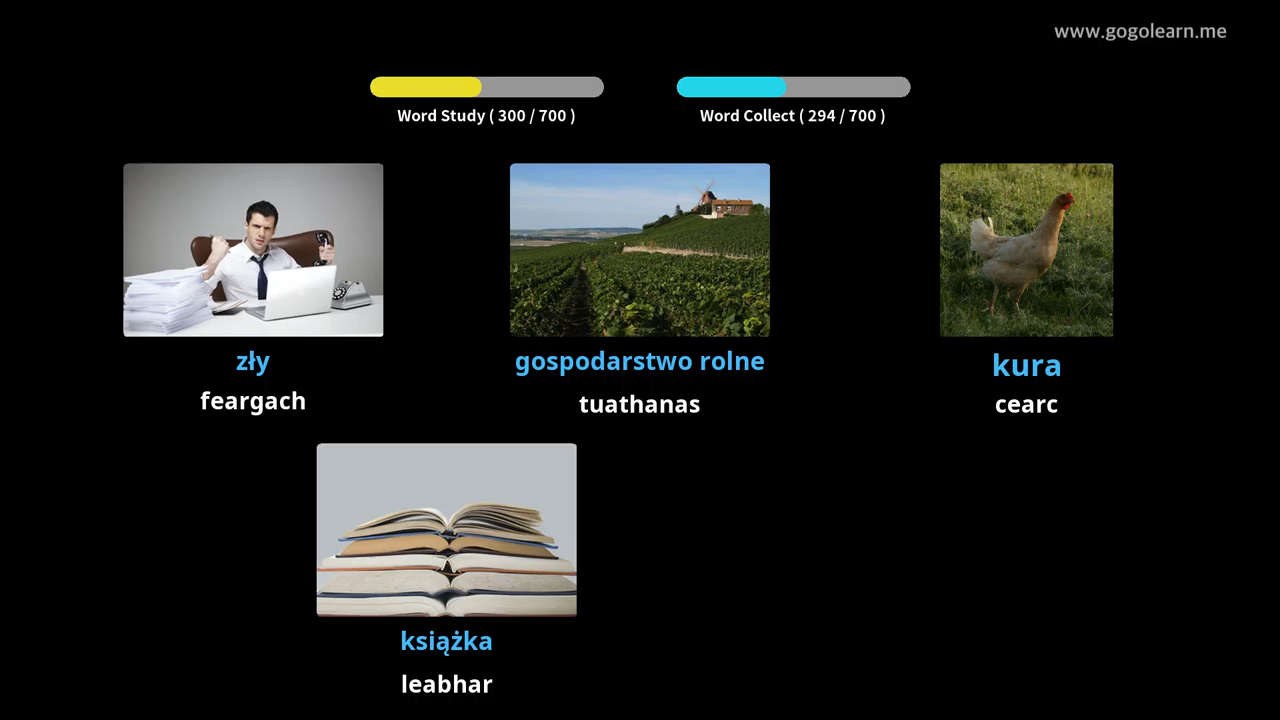 www.gogolearn.me
Word Study ( 300 / 700 )
Word Collect ( 294 / 700 )
zły
gospodarstwo rolne
kura
feargach
tuathanas
cearc
książka
leabhar